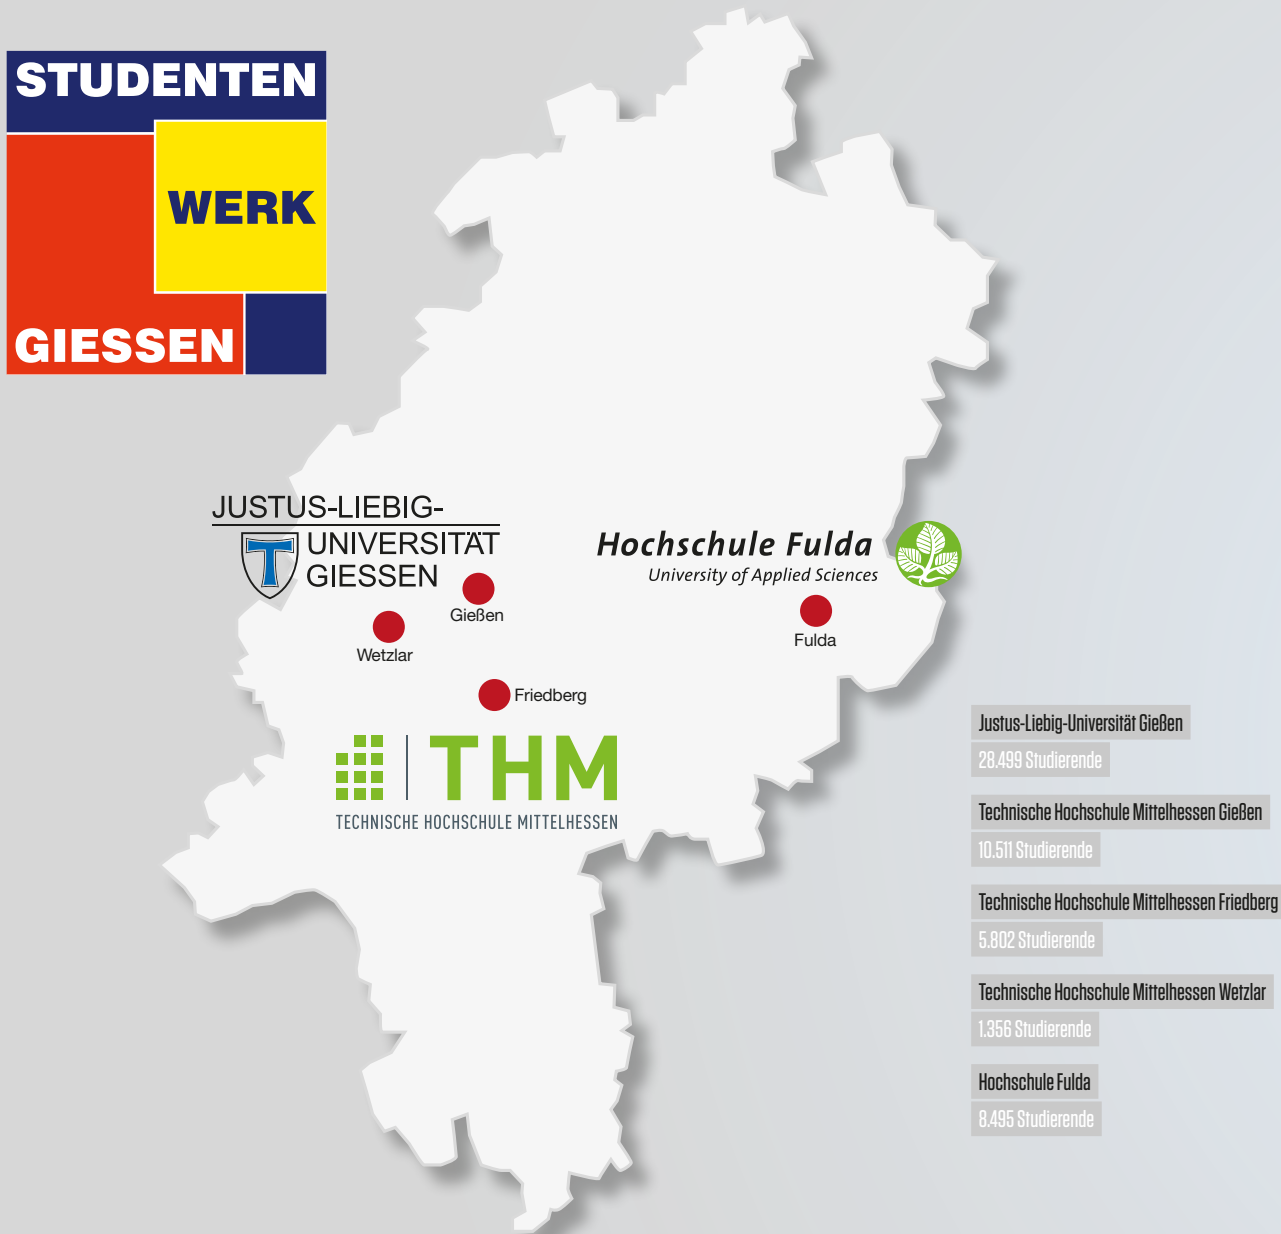 STUDENTEN
WERK
GIESSEN
JUSTUS-LIEBIG-
UNIVERSITÄT
GIESSEN
Hochschule Fulda
University of Applied Sciences
Gießen
Wetzlar
Fulda
Friedberg
THM
TECHNISCHE HOCHSCHULE MITTELHESSEN
Justus-Liebig-Universität Gießen
28.499 Studierende
Technische Hochschule Mittelhessen Gießen
10.511 Studierende
Technische Hochschule Mittelhessen Friedberg
5.802 Studierende
Technische Hochschule Mittelhessen Wetzlar
1.356 Studierende
Hochschule Fulda
8.495 Studierende